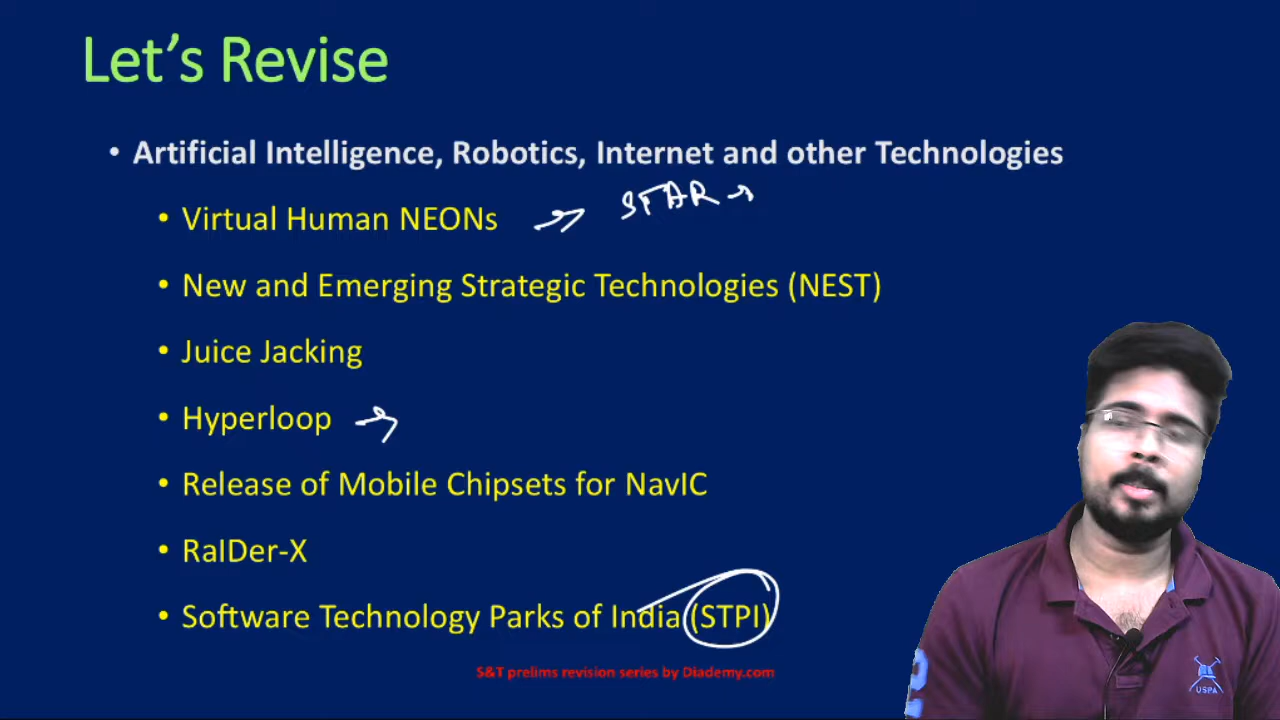 Let's Revise
• Artificial Intelligence, Robotics, Internet and other Technologies
• Virtual Human NEONs
STAR
• New and Emerging Strategic Technologies (NEST)
• Juice Jacking
• Hyperloop
• Release of Mobile Chipsets for NavIC
• RaIDer-X
• Software Technology Parks of India (STPI)
S&T prelims revision series by Diademy.com
USPA